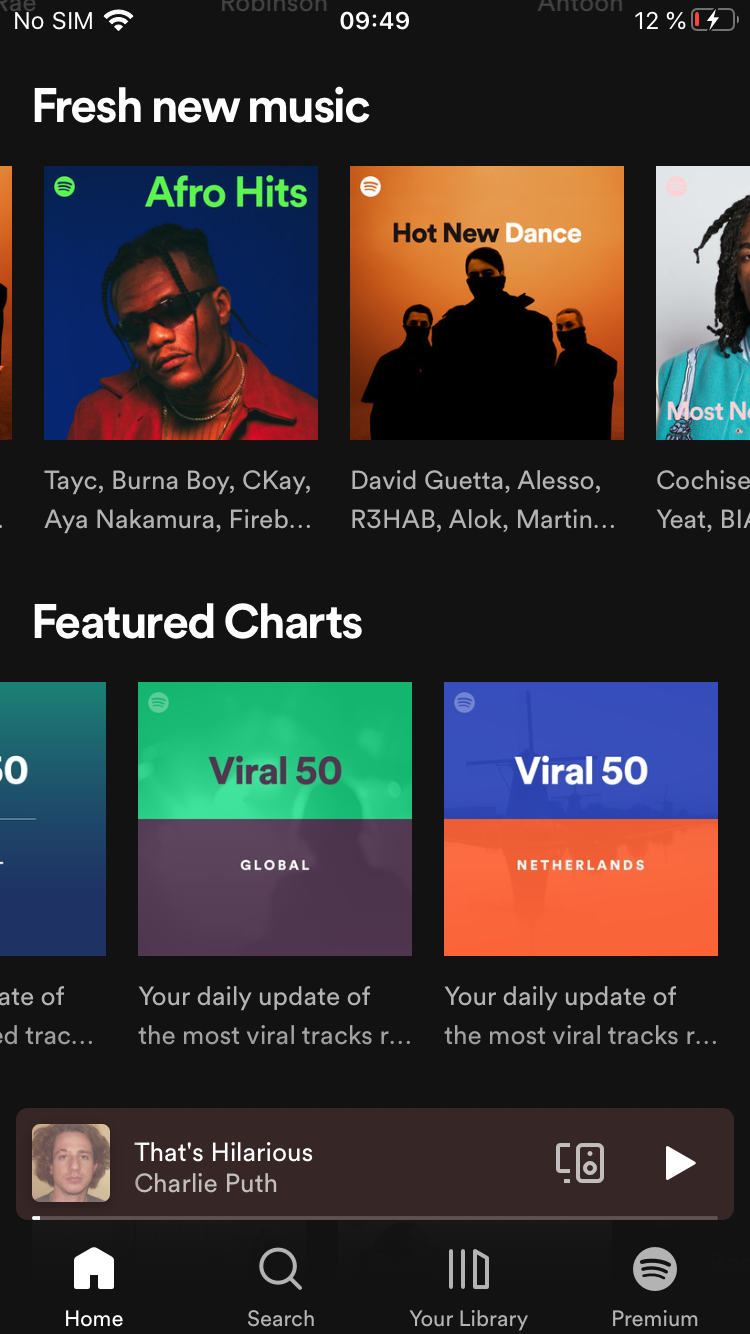 Rae Robinson Antoon
No SIM 09:49 12 %
Fresh new music
Afro Hits
Hot New Dance
Most N
Tayc, Burna Boy, CKay,
Aya Nakamura, Fireb...
David Guetta, Alesso,
R3HAB, Alok, Martin...
Cochise
Yeat, BIA
Featured Charts
50
Viral 50
GLOBAL
Viral 50
NETHERLANDS
ate of
ed trac...
Your daily update of
the most viral tracks r...
Your daily update of
the most viral tracks r...
That's Hilarious
Charlie Puth
Home
Search
Your Library
Premium